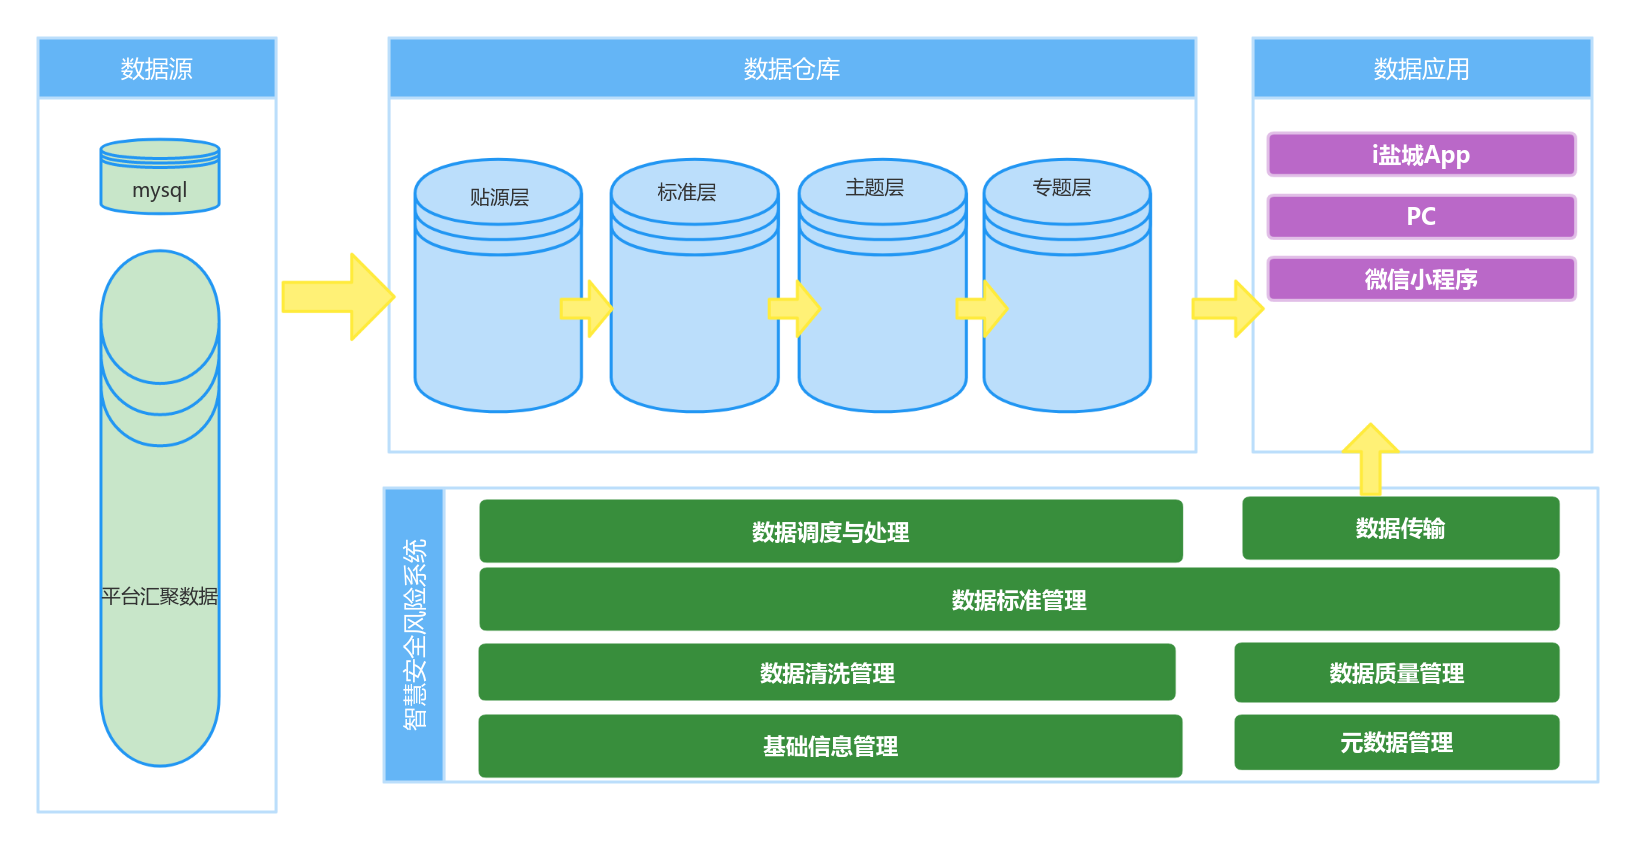 数据源
mysql
平台汇聚数据
数据仓库
贴源层
标准层
主题层
专题层
数据应用
i盐城App
PC
微信小程序
智慧安全风险系统
数据调度与处理
数据传输
数据标准管理
数据清洗管理
数据质量管理
基础信息管理
元数据管理